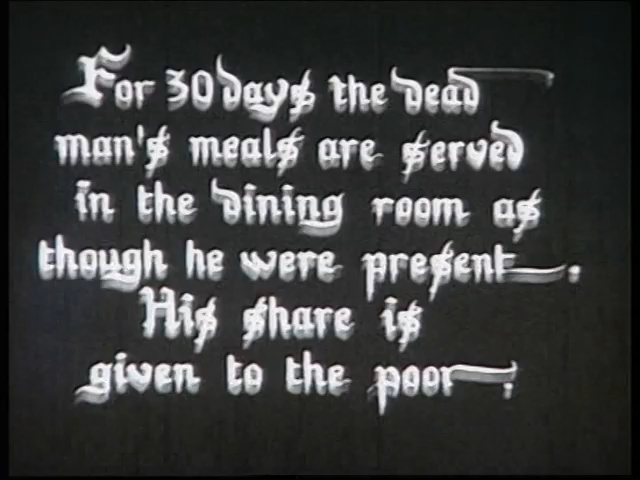 For 30 days the dead
man's meals are served
in the dining room as
though he were present.
His share is
given to the poor.